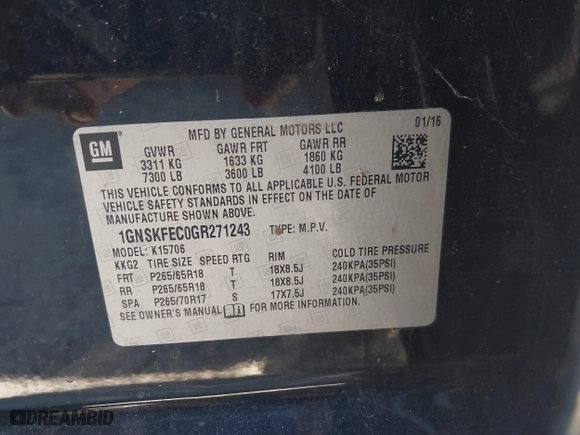 MFD BY GENERAL MOTORS LLC 01/16
GM
GVWR GAWR FRT GAWR RR
3311 KG 1633 KG 1860 KG
7300 LB 3600 LB 4100 LB
THIS VEHICLE CONFORMS TO ALL APPLICABLE U.S. FEDERAL MOTOR
VEHICLE SAFETY STANDARDS IN EFFECT ON THE DATE OF
MANUFACTURE SHOWN ABOVE.
1GNSKFEC0GR271243 TYPE: M.P.V.
MODEL: K15706
KKG2 TIRE SIZE SPEED RTG RIM COLD TIRE PRESSURE
FRT P265/65R18 T 18X8.5J 240KPA(35PSI)
RR P265/65R18 T 18X8.5J 240KPA(35PSI)
SPA P265/70R17 S 17X7.5J 240KPA(35PSI)
SEE OWNER'S MANUAL FOR MORE INFORMATION.
DREAMBID